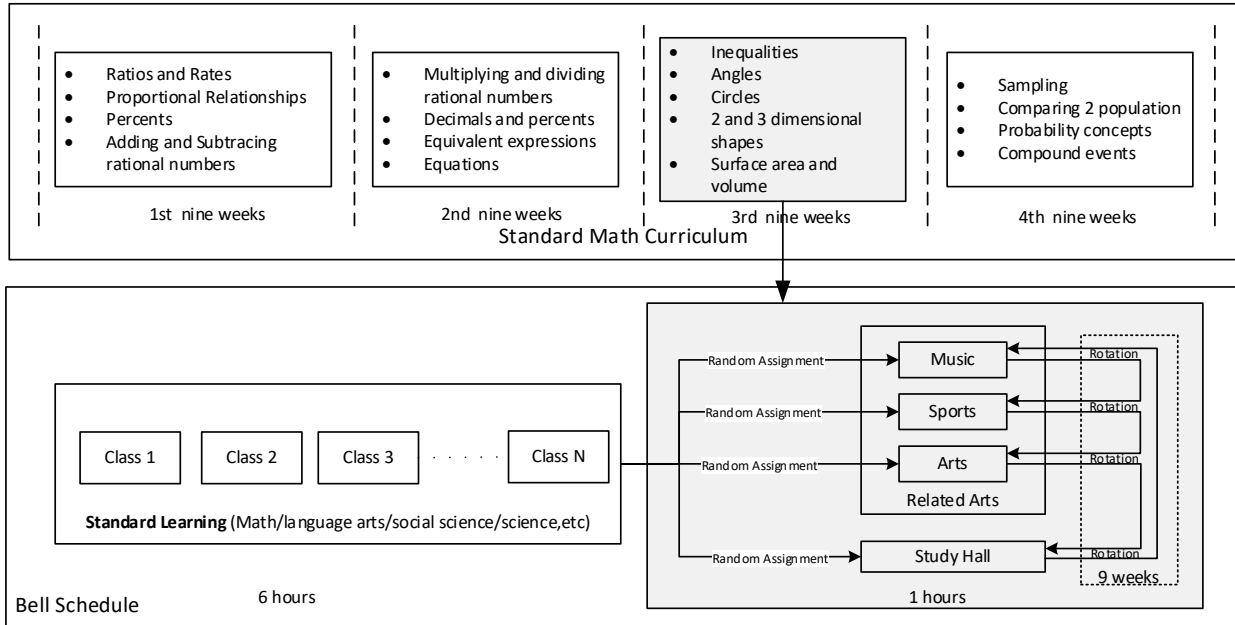 Ratios and Rates
Proportional Relationships
Percents
Adding and Subtracting
rational numbers
1st nine weeks
Multiplying and dividing
rational numbers
Decimals and percents
Equivalent expressions
Equations
2nd nine weeks
Inequalities
Angles
Circles
2 and 3 dimensional
shapes
Surface area and
volume
3rd nine weeks
Sampling
Comparing 2 population
Probability concepts
Compound events
4th nine weeks
Standard Math Curriculum
Class 1
Class 2
Class 3
. . . . . .
Class N
Standard Learning (Math/language arts/social science/science,etc)
6 hours
Bell Schedule
Random Assignment
Random Assignment
Random Assignment
Random Assignment
Music
Sports
Arts
Related Arts
Study Hall
Rotation
Rotation
Rotation
Rotation
9 weeks
1 hours